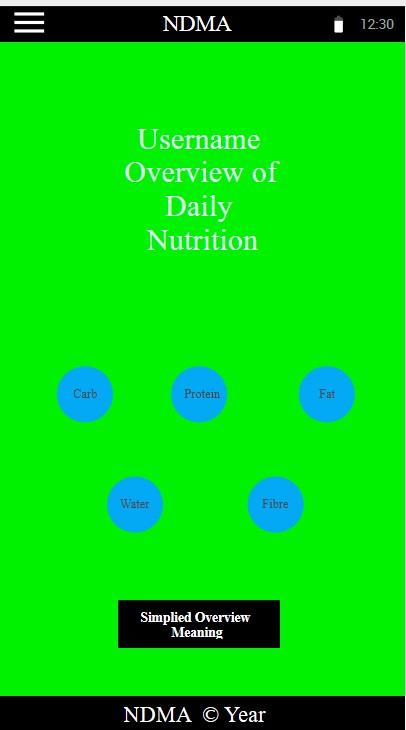 NDMA 12:30
Username
Overview of
Daily
Nutrition
Carb Protein Fat
Water Fibre
Simplied Overview
Meaning
NDMA © Year